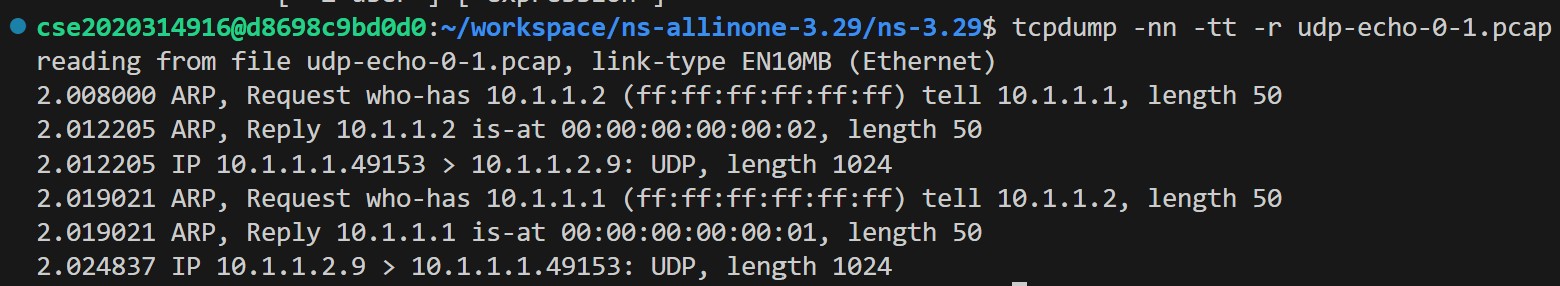 cse2020314916@d8698c9bd0d0:~/workspace/ns-allinone-3.29/ns-3.29$ tcpdump -nn -tt -r udp-echo-0-1.pcap
reading from file udp-echo-0-1.pcap, link-type EN10MB (Ethernet)
2.008000 ARP, Request who-has 10.1.1.2 (ff:ff:ff:ff:ff:ff) tell 10.1.1.1, length 50
2.012205 ARP, Reply 10.1.1.2 is-at 00:00:00:00:00:02, length 50
2.012205 IP 10.1.1.1.49153 > 10.1.1.2.9: UDP, length 1024
2.019021 ARP, Request who-has 10.1.1.1 (ff:ff:ff:ff:ff:ff) tell 10.1.1.2, length 50
2.019021 ARP, Reply 10.1.1.1 is-at 00:00:00:00:00:01, length 50
2.024837 IP 10.1.1.2.9 > 10.1.1.1.49153: UDP, length 1024